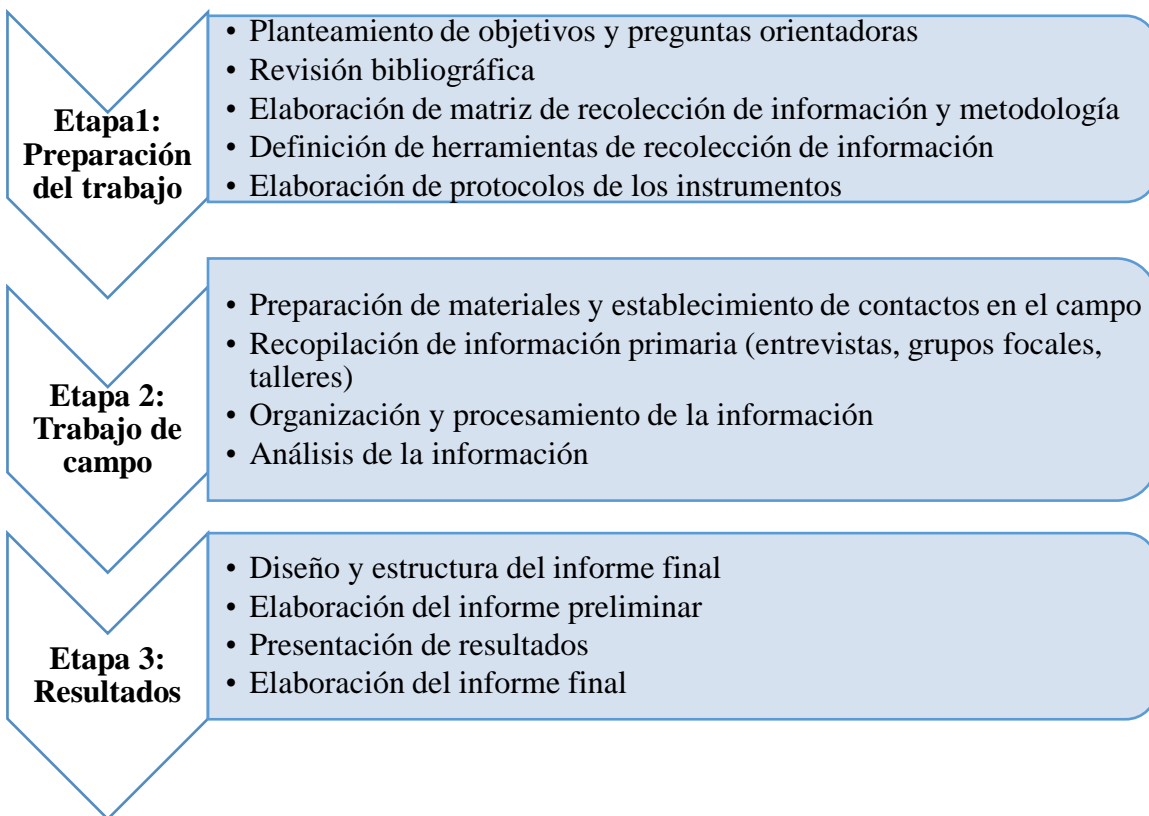 Etapa1:
Preparación
del trabajo
• Planteamiento de objetivos y preguntas orientadoras
• Revisión bibliográfica
• Elaboración de matriz de recolección de información y metodología
• Definición de herramientas de recolección de información
• Elaboración de protocolos de los instrumentos
Etapa 2:
Trabajo de
campo
• Preparación de materiales y establecimiento de contactos en el campo
• Recopilación de información primaria (entrevistas, grupos focales,
talleres)
• Organización y procesamiento de la información
• Análisis de la información
Etapa 3:
Resultados
• Diseño y estructura del informe final
• Elaboración del informe preliminar
• Presentación de resultados
• Elaboración del informe final